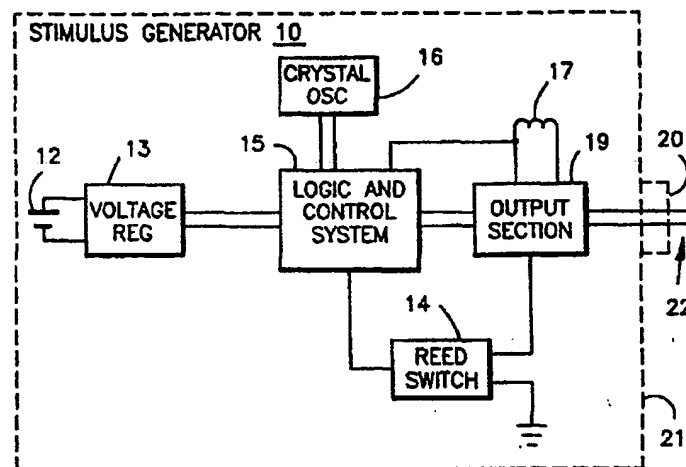 STIMULUS GENERATOR 10
CRYSTAL
OSC
16
17
12
13
15
19
20
VOLTAGE
REG
LOGIC AND
CONTROL
SYSTEM
OUTPUT
SECTION
22
14
REED
SWITCH
21